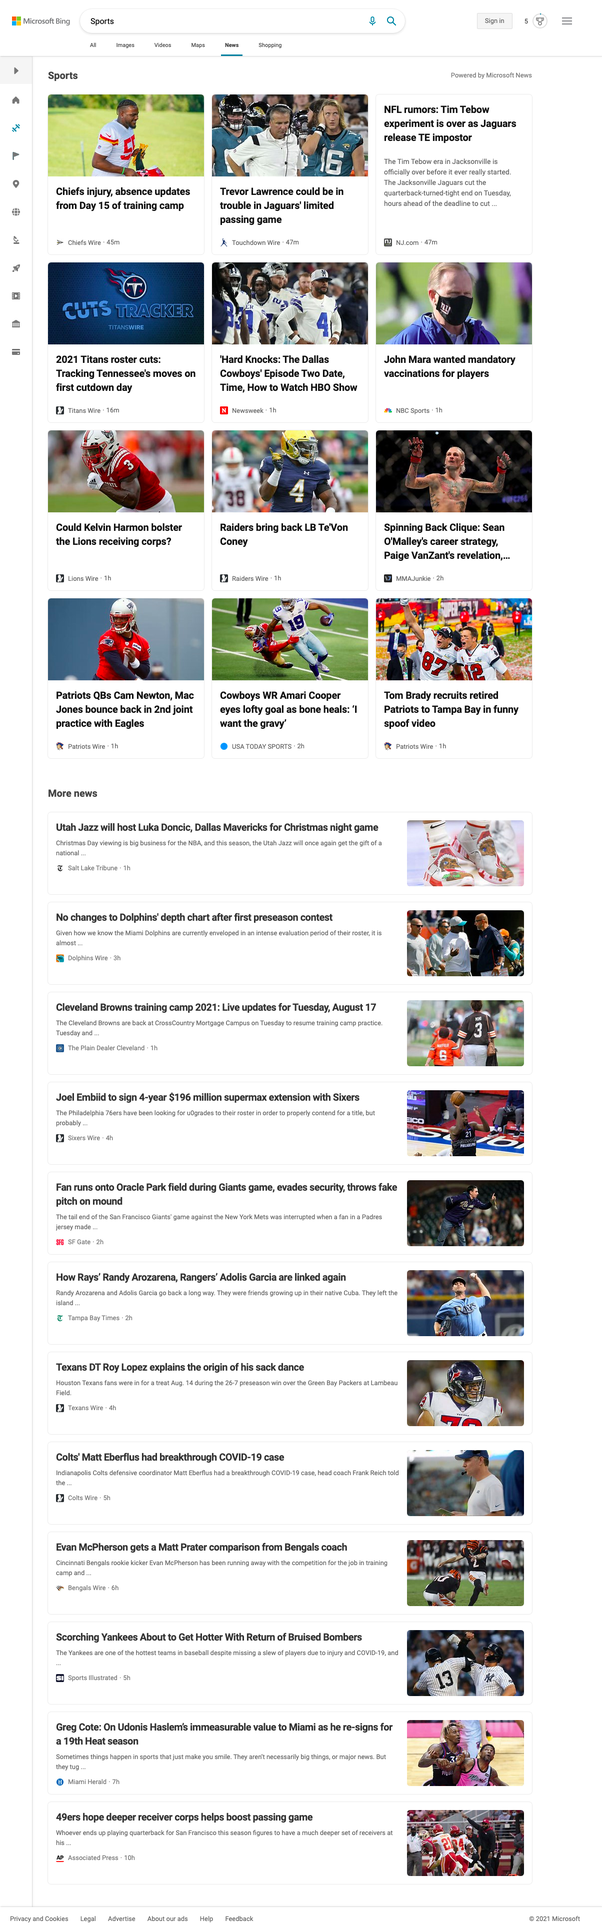 Microsoft Bing
Sports
Sign in
5
All
Images
Videos
Maps
News
Shopping
Sports
Powered by Microsoft News
Chiefs injury, absence updates
from Day 15 of training camp
Chiefs Wire · 45m
16
Trevor Lawrence could be in
trouble in Jaguars' limited
passing game
Touchdown Wire · 47m
NFL rumors: Tim Tebow
experiment is over as Jaguars
release TE impostor
The Tim Tebow era in Jacksonville is
officially over before it ever really started.
The Jacksonville Jaguars cut the
quarterback-turned-tight end on Tuesday,
hours ahead of the deadline to cut ...
NJ.com · 47m
CUTS TRACKER
TITANSWIRE
2021 Titans roster cuts:
Tracking Tennessee's moves on
first cutdown day
Titans Wire · 16m
4
'Hard Knocks: The Dallas
Cowboys' Episode Two Date,
Time, How to Watch HBO Show
Newsweek · 1h
John Mara wanted mandatory
vaccinations for players
NBC Sports · 1h
3
Could Kelvin Harmon bolster
the Lions receiving corps?
Lions Wire · 1h
38
4
Raiders bring back LB Te'Von
Coney
Raiders Wire · 1h
Spinning Back Clique: Sean
O'Malley's career strategy,
Paige VanZant's revelation,...
MMAJunkie · 2h
Patriots QBs Cam Newton, Mac
Jones bounce back in 2nd joint
practice with Eagles
Patriots Wire · 1h
19
Cowboys WR Amari Cooper
eyes lofty goal as bone heals: ‘I
want the gravy’
USA TODAY SPORTS · 2h
87
12
Tom Brady recruits retired
Patriots to Tampa Bay in funny
spoof video
Patriots Wire · 1h
More news
Utah Jazz will host Luka Doncic, Dallas Mavericks for Christmas night game
Christmas Day viewing is big business for the NBA, and this season, the Utah Jazz will once again get the gift of a
national ...
Salt Lake Tribune · 1h
No changes to Dolphins' depth chart after first preseason contest
Given how we know the Miami Dolphins are currently enveloped in an intense evaluation period of their roster, it is
almost ...
Dolphins Wire · 3h
Cleveland Browns training camp 2021: Live updates for Tuesday, August 17
The Cleveland Browns are back at CrossCountry Mortgage Campus on Tuesday to resume training camp practice.
Tuesday and ...
The Plain Dealer Cleveland · 1h
3
6
Joel Embiid to sign 4-year $196 million supermax extension with Sixers
The Philadelphia 76ers have been looking for u0grades to their roster in order to properly contend for a title, but
probably ...
Sixers Wire · 4h
21
Fan runs onto Oracle Park field during Giants game, evades security, throws fake
pitch on mound
The tail end of the San Francisco Giants' game against the New York Mets was interrupted when a fan in a Padres
jersey made ...
SF Gate · 2h
How Rays’ Randy Arozarena, Rangers’ Adolis Garcia are linked again
Randy Arozarena and Adolis Garcia go back a long way. They were friends growing up in their native Cuba. They left the
island ...
Tampa Bay Times · 2h
RAYS
Texans DT Roy Lopez explains the origin of his sack dance
Houston Texans fans were in for a treat Aug. 14 during the 26-7 preseason win over the Green Bay Packers at Lambeau
Field.
Texans Wire · 4h
Colts' Matt Eberflus had breakthrough COVID-19 case
Indianapolis Colts defensive coordinator Matt Eberflus had a breakthrough COVID-19 case, head coach Frank Reich told
the ...
Colts Wire · 5h
Evan McPherson gets a Matt Prater comparison from Bengals coach
Cincinnati Bengals rookie kicker Evan McPherson has been running away with the competition for the job in training
camp and ...
Bengals Wire · 6h
2
Scorching Yankees About to Get Hotter With Return of Bruised Bombers
The Yankees are one of the hottest teams in baseball despite missing a slew of players due to injury and COVID-19, and
...
Sports Illustrated · 5h
13
Greg Cote: On Udonis Haslem’s immeasurable value to Miami as he re-signs for
a 19th Heat season
Sometimes things happen in sports that just make you smile. They aren’t necessarily big things, or major news. But
they tug ...
Miami Herald · 7h
49ers hope deeper receiver corps helps boost passing game
Whoever ends up playing quarterback for San Francisco this season figures to have a much deeper set of receivers at
his ...
AP Associated Press · 10h
Privacy and Cookies
Legal
Advertise
About our ads
Help
Feedback
© 2021 Microsoft